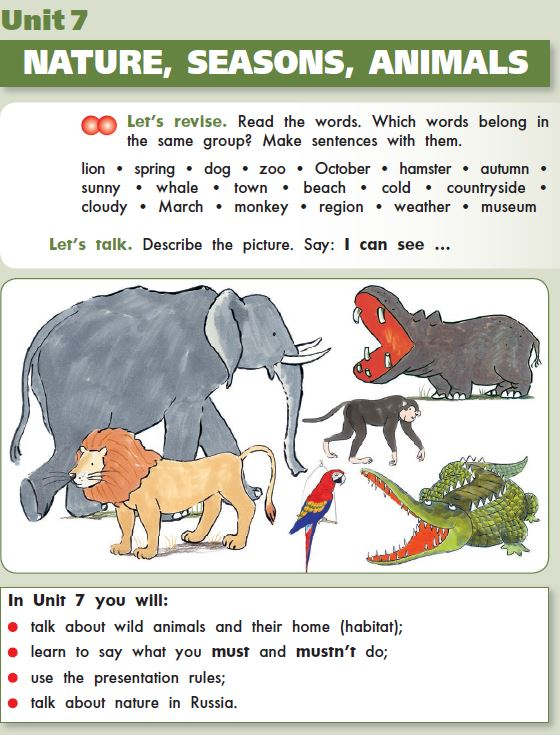 Unit 7
NATURE, SEASONS, ANIMALS
Let's revise. Read the words. Which words belong in
the same group? Make sentences with them.
lion • spring • dog • zoo • October • hamster • autumn •
sunny • whale • town • beach • cold • countryside •
cloudy • March • monkey • region • weather • museum
Let's talk. Describe the picture. Say: I can see ...
In Unit 7 you will:
• talk about wild animals and their home (habitat);
• learn to say what you must and mustn't do;
• use the presentation rules;
• talk about nature in Russia.